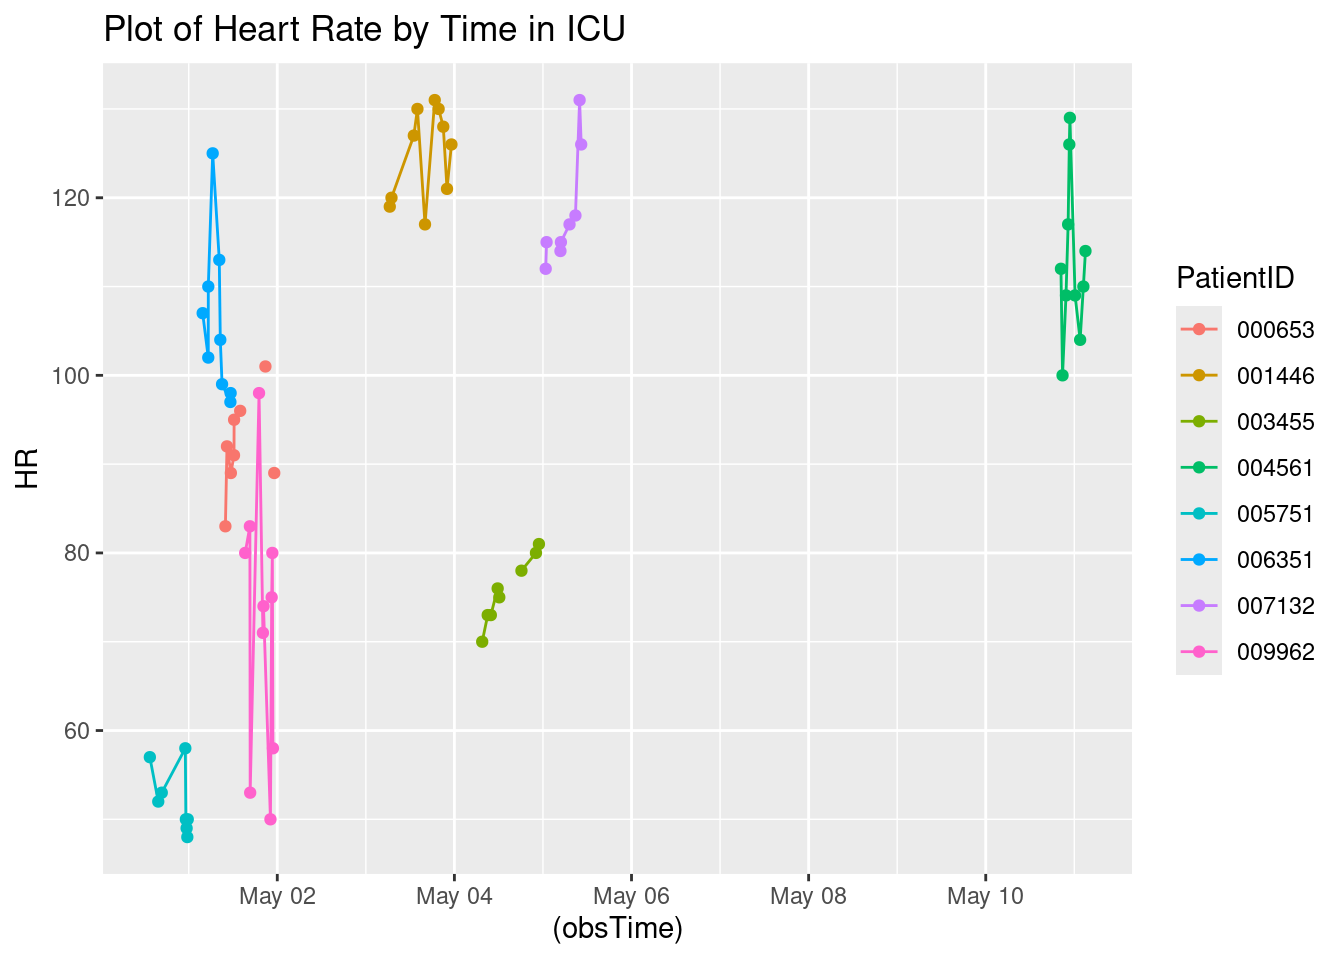 Plot of Heart Rate by Time in ICU
HR
120
100
80
60
May 02
May 04
May 06
May 08
May 10
(obsTime)
PatientID
000653
001446
003455
004561
005751
006351
007132
009962